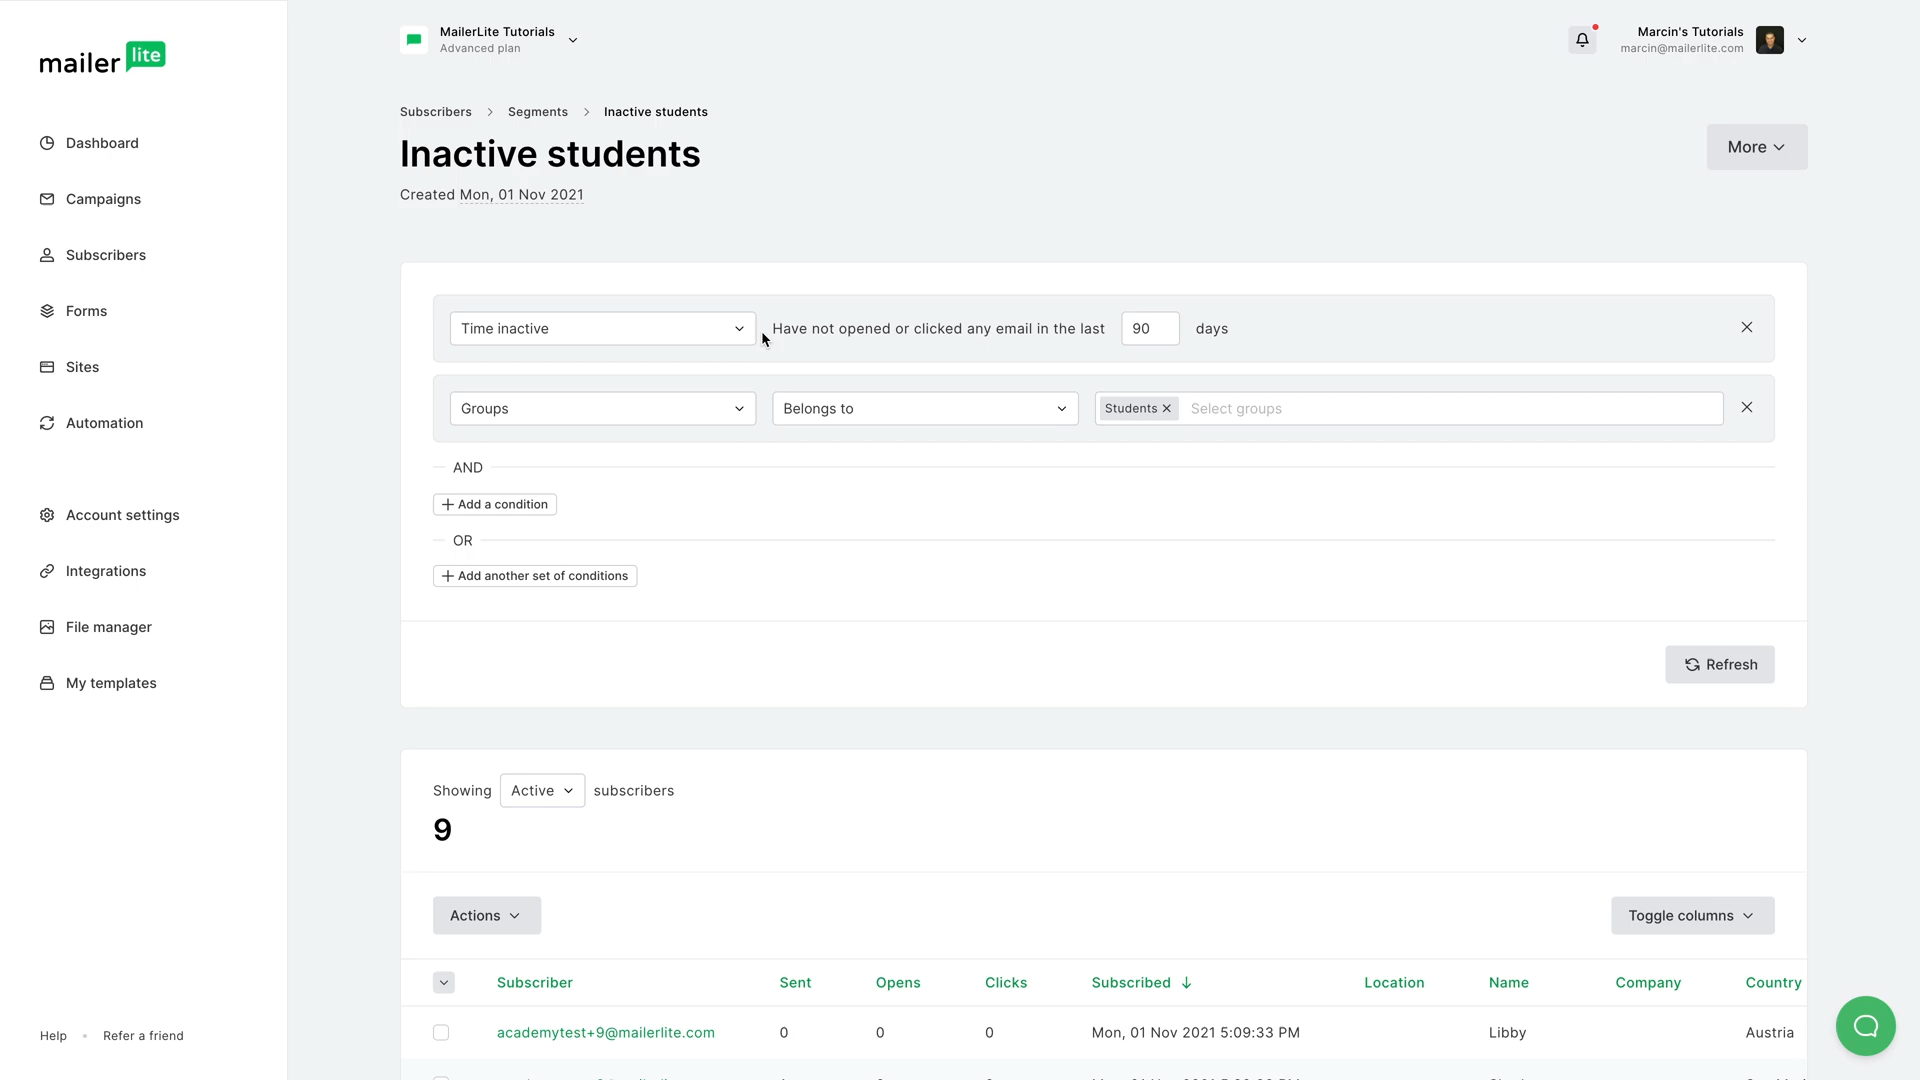 mailer lite
MailerLite Tutorials
Advanced plan
Marcin's Tutorials
marcin@mailerlite.com
Dashboard
Campaigns
Subscribers
Forms
Sites
Automation
Account settings
Integrations
File manager
My templates
Help
Refer a friend
Subscribers > Segments > Inactive students
Inactive students
Created Mon, 01 Nov 2021
More
Time inactive Have not opened or clicked any email in the last 90 days
Groups Belongs to Students Select groups
AND
+ Add a condition
OR
+ Add another set of conditions
Refresh
Showing Active subscribers
9
Actions
Toggle columns
Subscriber Sent Opens Clicks Subscribed ↓ Location Name Company Country
academytest+9@mailerlite.com 0 0 0 Mon, 01 Nov 2021 5:09:33 PM Libby Austria